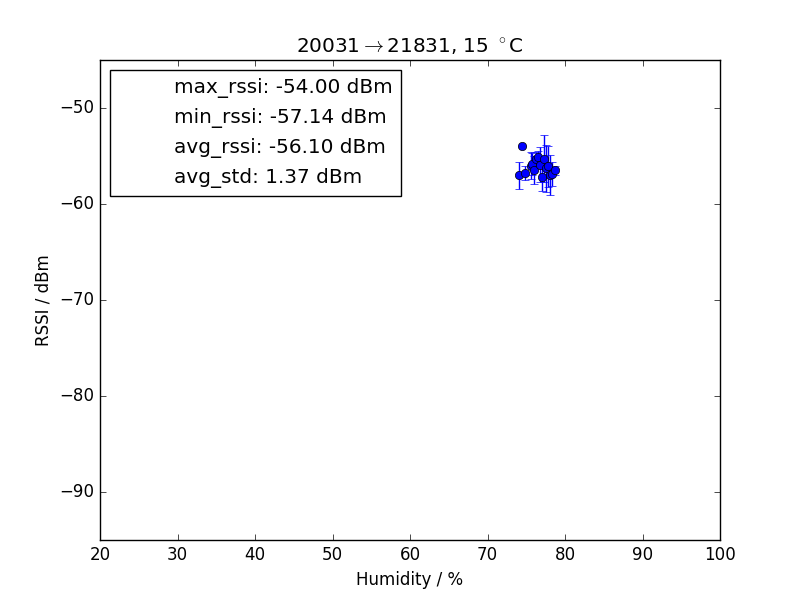 20031→21831, 15 °C
max_rssi: -54.00 dBm
min_rssi: -57.14 dBm
avg_rssi: -56.10 dBm
avg_std: 1.37 dBm
RSSI / dBm
−50
−60
−70
−80
−90
20 30 40 50 60 70 80 90 100
Humidity / %